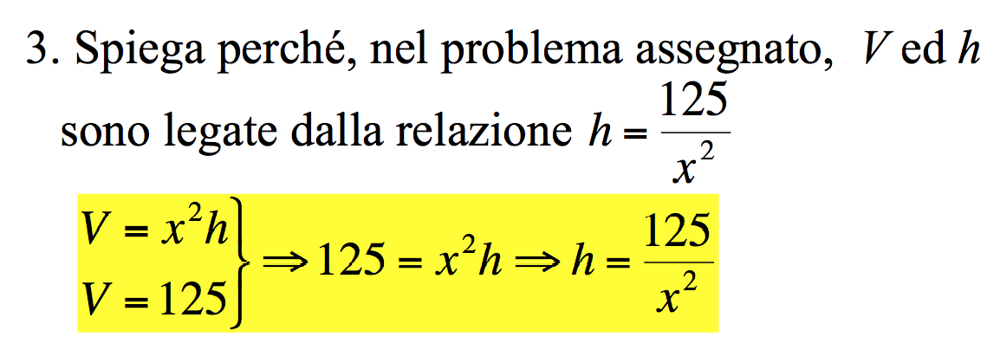 3. Spiega perché, nel problema assegnato, V ed h
sono legate dalla relazione h = 125/x²
V = x²h
V = 125
} ⇒ 125 = x²h ⇒ h = 125/x²